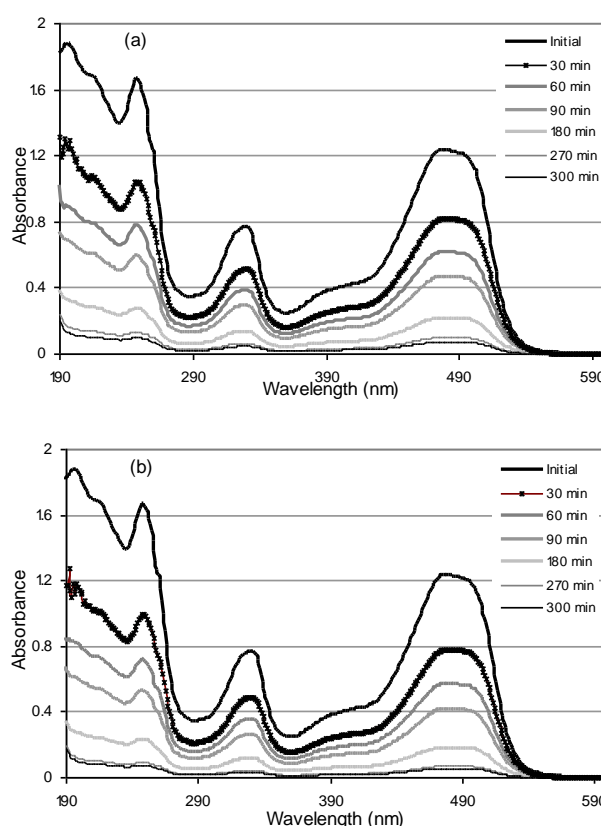 (a)
2
1.6
1.2
0.8
0.4
0
Absorbance
190
290
390
490
590
Wavelength (nm)
Initial
30 min
60 min
90 min
180 min
270 min
300 min
(b)
2
1.6
1.2
0.8
0.4
0
Absorbance
190
290
390
490
590
Wavelength (nm)
Initial
30 min
60 min
90 min
180 min
270 min
300 min